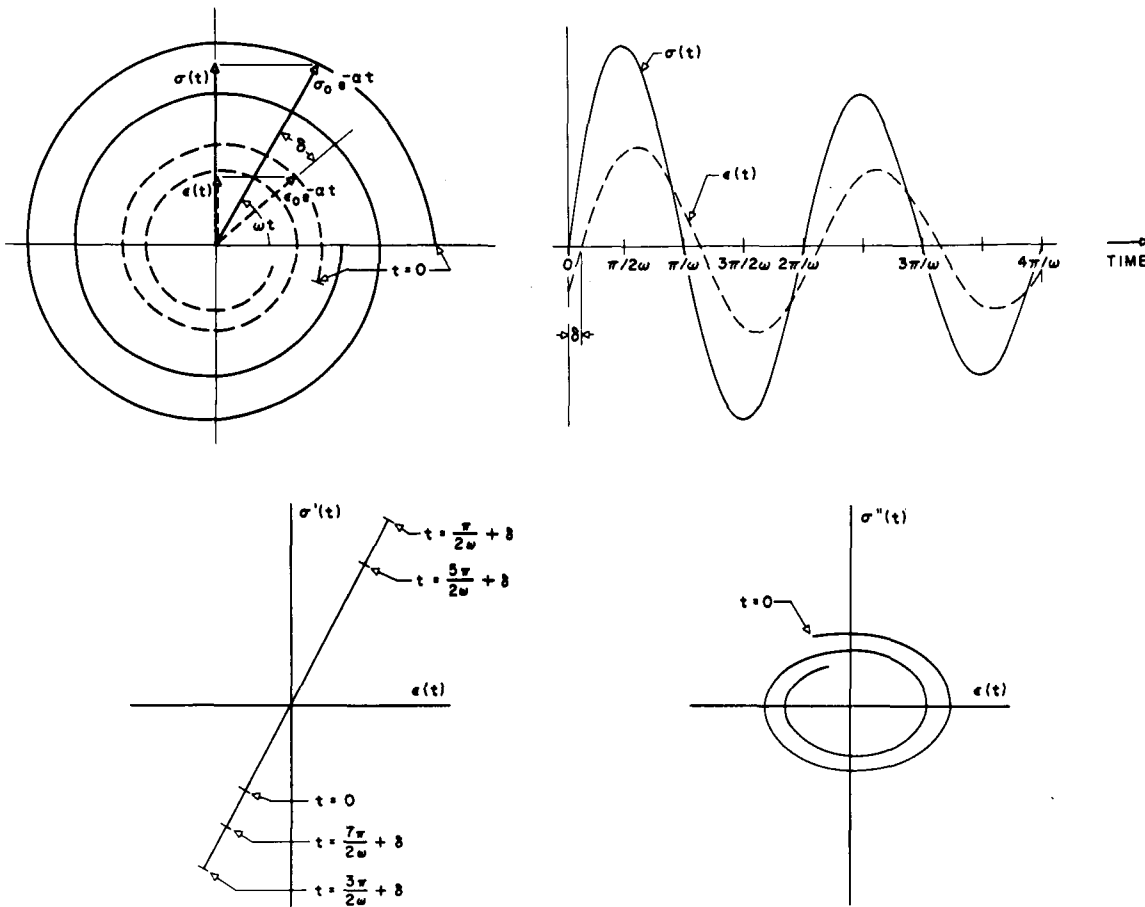 σ(t)
σ₀ e^-αt
δ
ϵ(t)
ϵ₀ e^-αt
ωt
t = 0
σ(t)
ϵ(t)
0
π/2ω
π/ω
3π/2ω
2π/ω
3π/ω
4π/ω
TIME
δ
σ'(t)
t = π/2ω + δ
t = 5π/2ω + δ
ϵ(t)
t = 0
t = 7π/2ω + δ
t = 3π/2ω + δ
σ"(t)
t = 0
ϵ(t)